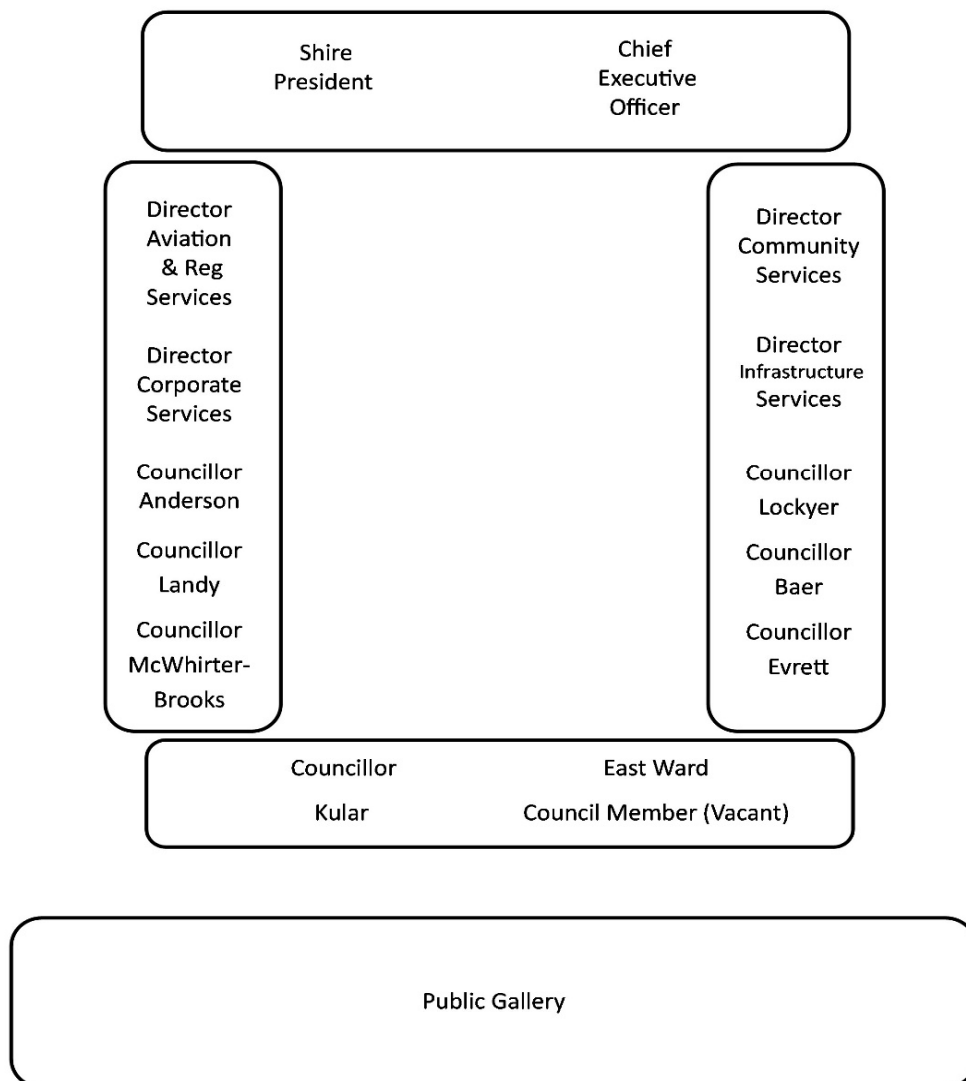 Shire
President
Chief
Executive
Officer
Director
Aviation
& Reg
Services
Director
Corporate
Services
Councillor
Anderson
Councillor
Landy
Councillor
McWhirter-
Brooks
Director
Community
Services
Director
Infrastructure
Services
Councillor
Lockyer
Councillor
Baer
Councillor
Evrett
Councillor
Kular
East Ward
Council Member (Vacant)
Public Gallery